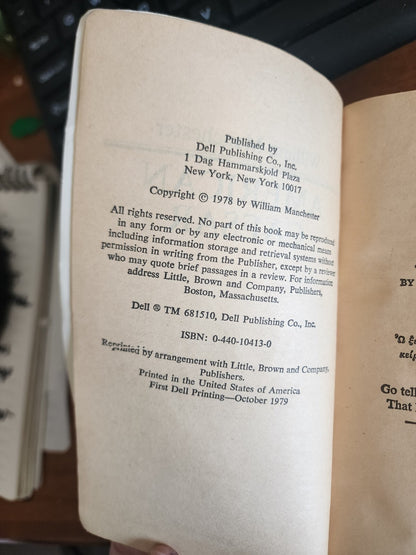 Published by
Dell Publishing Co., Inc.
1 Dag Hammarskjold Plaza
New York, New York 10017
Copyright © 1978 by William Manchester
All rights reserved. No part of this book may be reproduced
in any form or by any electronic or mechanical means
including information storage and retrieval systems without
permission in writing from the Publisher, except by a reviewer
who may quote brief passages in a review. For information
address Little, Brown and Company, Publishers,
Boston, Massachusetts.
Dell ® TM 681510, Dell Publishing Co., Inc.
ISBN: 0-440-10413-0
Reprinted by arrangement with Little, Brown and Company,
Publishers.
Printed in the United States of America
First Dell Printing—October 1979
BY
Go tell
That